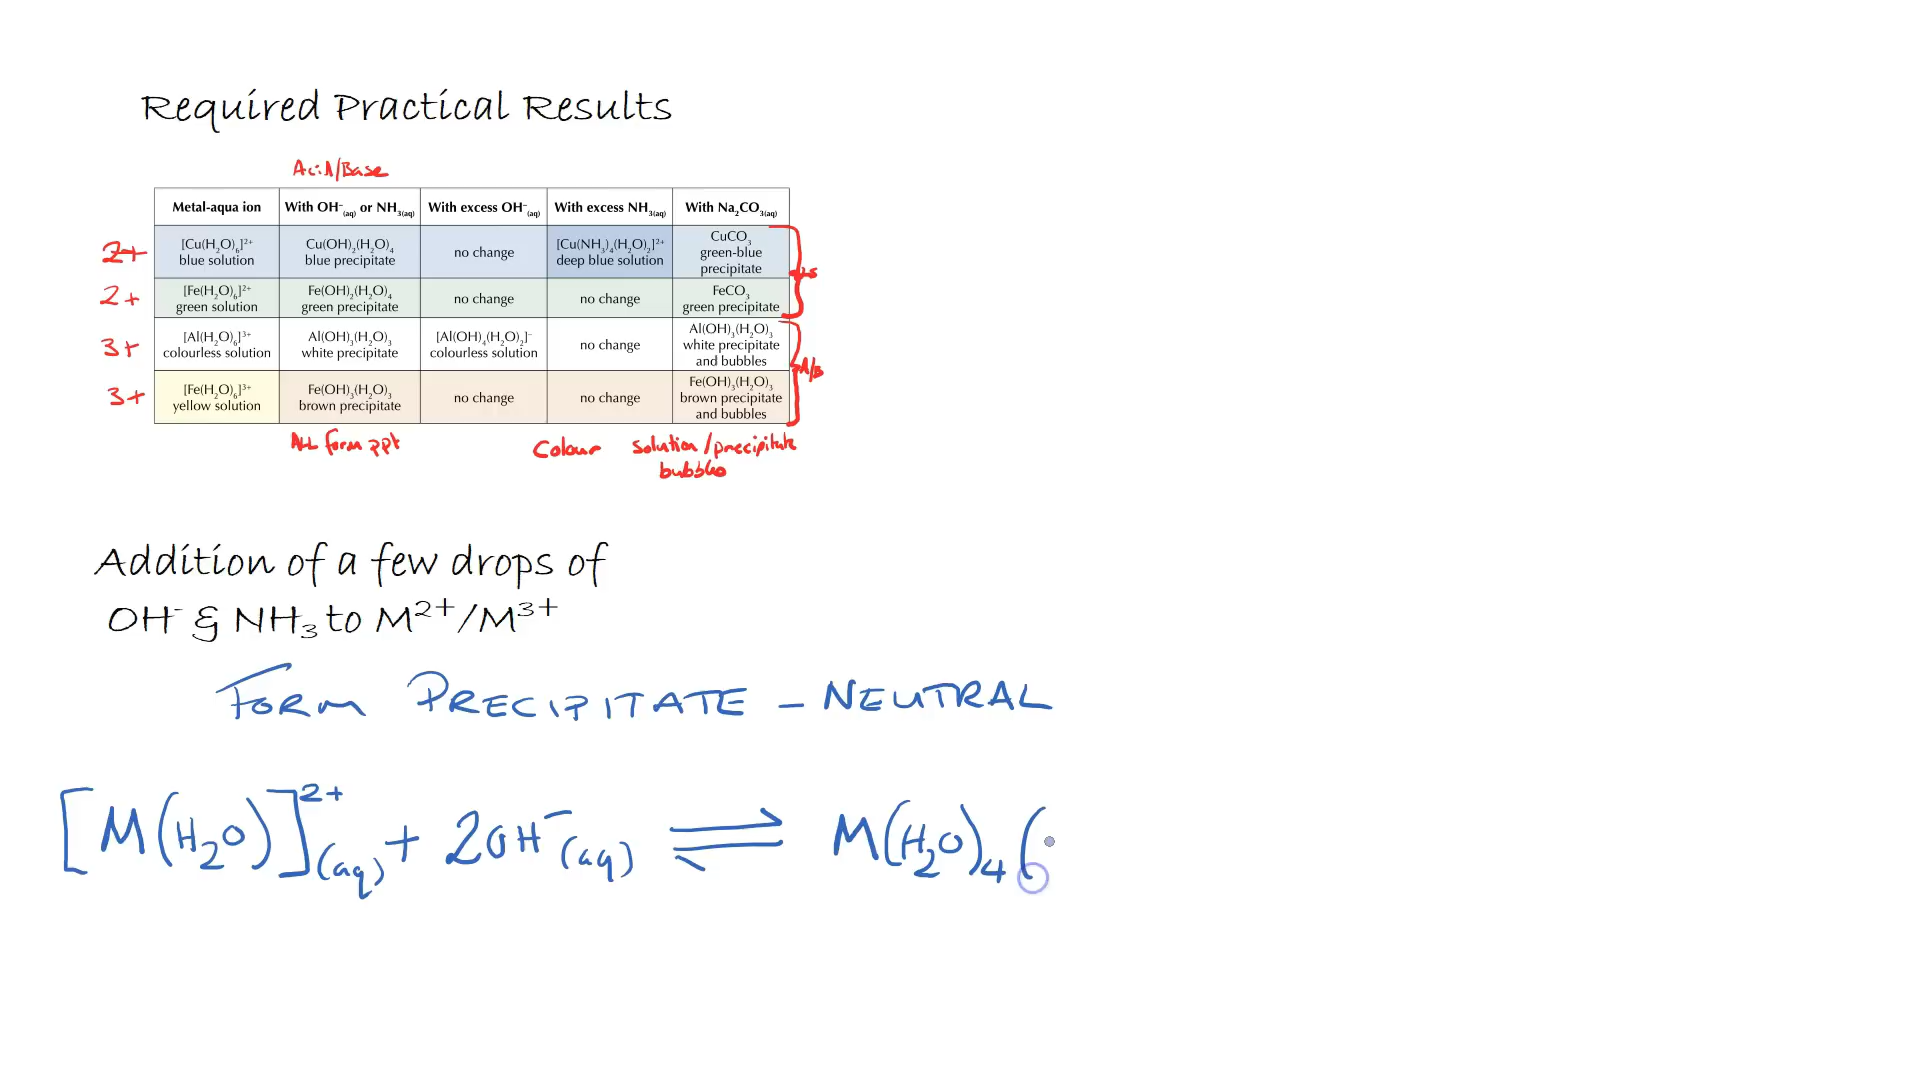 Required Practical Results
Acid/Base
Metal-aqua ion With OH⁻(aq) or NH₃(aq) With excess OH⁻(aq) With excess NH₃(aq) With Na₂CO₃(aq)
2+ [Cu(H₂O)₆]²⁺ blue solution Cu(OH)₂(H₂O)₄ blue precipitate no change [Cu(NH₃)₄(H₂O)₂]²⁺ deep blue solution CuCO₃ green-blue precipitate
2+ [Fe(H₂O)₆]²⁺ green solution Fe(OH)₂(H₂O)₄ green precipitate no change no change FeCO₃ green precipitate
3+ [Al(H₂O)₆]³⁺ colourless solution Al(OH)₃(H₂O)₃ white precipitate [Al(OH)₄(H₂O)₂]⁻ colourless solution no change Al(OH)₃(H₂O)₃ white precipitate and bubbles
A/B
3+ [Fe(H₂O)₆]³⁺ yellow solution Fe(OH)₃(H₂O)₃ brown precipitate no change no change Fe(OH)₃(H₂O)₃ brown precipitate and bubbles
ALL form ppt Colour solution/precipitate
bubbles
Addition of a few drops of
OH⁻ & NH₃ to M²⁺/M³⁺
FORM PRECIPITATE – NEUTRAL
[M(H₂O)]²⁺(aq) + 2OH⁻(aq) ⇌ M(H₂O)₄(